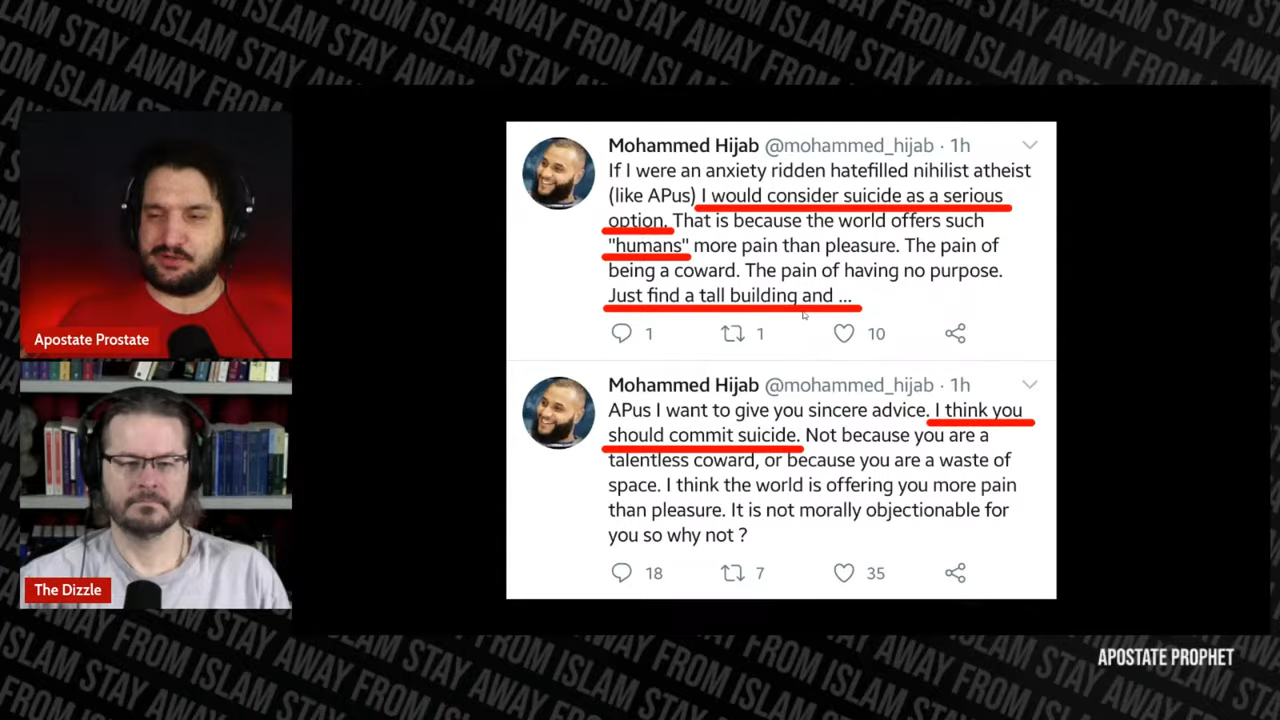 STAY AWAY FROM ISLAM
Mohammed Hijab @mohammed_hijab · 1h
If I were an anxiety ridden hatefilled nihilist atheist
(like APus) I would consider suicide as a serious
option. That is because the world offers such
"humans" more pain than pleasure. The pain of
being a coward. The pain of having no purpose.
Just find a tall building and ...
1 1 10
Mohammed Hijab @mohammed_hijab · 1h
APus I want to give you sincere advice. I think you
should commit suicide. Not because you are a
talentless coward, or because you are a waste of
space. I think the world is offering you more pain
than pleasure. It is not morally objectionable for
you so why not ?
18 7 35
Apostate Prostate
The Dizzle
APOSTATE PROPHET